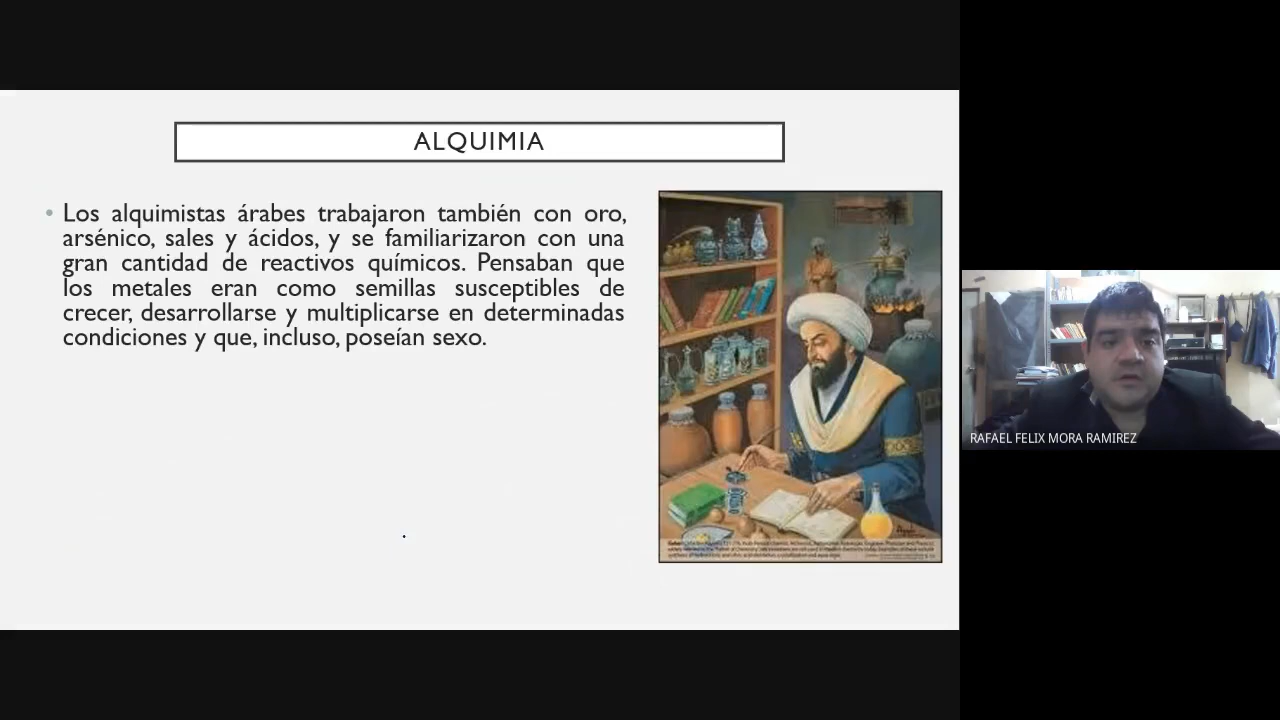 ALQUIMIA
• Los alquimistas árabes trabajaron también con oro,
arsénico, sales y ácidos, y se familiarizaron con una
gran cantidad de reactivos químicos. Pensaban que
los metales eran como semillas susceptibles de
crecer, desarrollarse y multiplicarse en determinadas
condiciones y que, incluso, poseían sexo.
RAFAEL FELIX MORA RAMIREZ